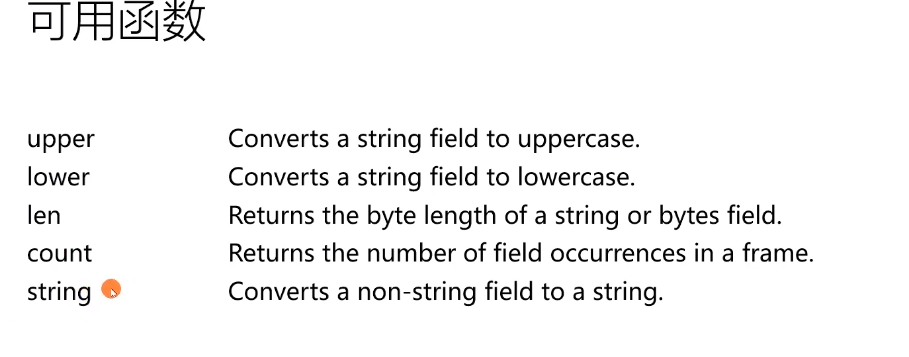 可用函数
upper Converts a string field to uppercase.
lower Converts a string field to lowercase.
len Returns the byte length of a string or bytes field.
count Returns the number of field occurrences in a frame.
string Converts a non-string field to a string.